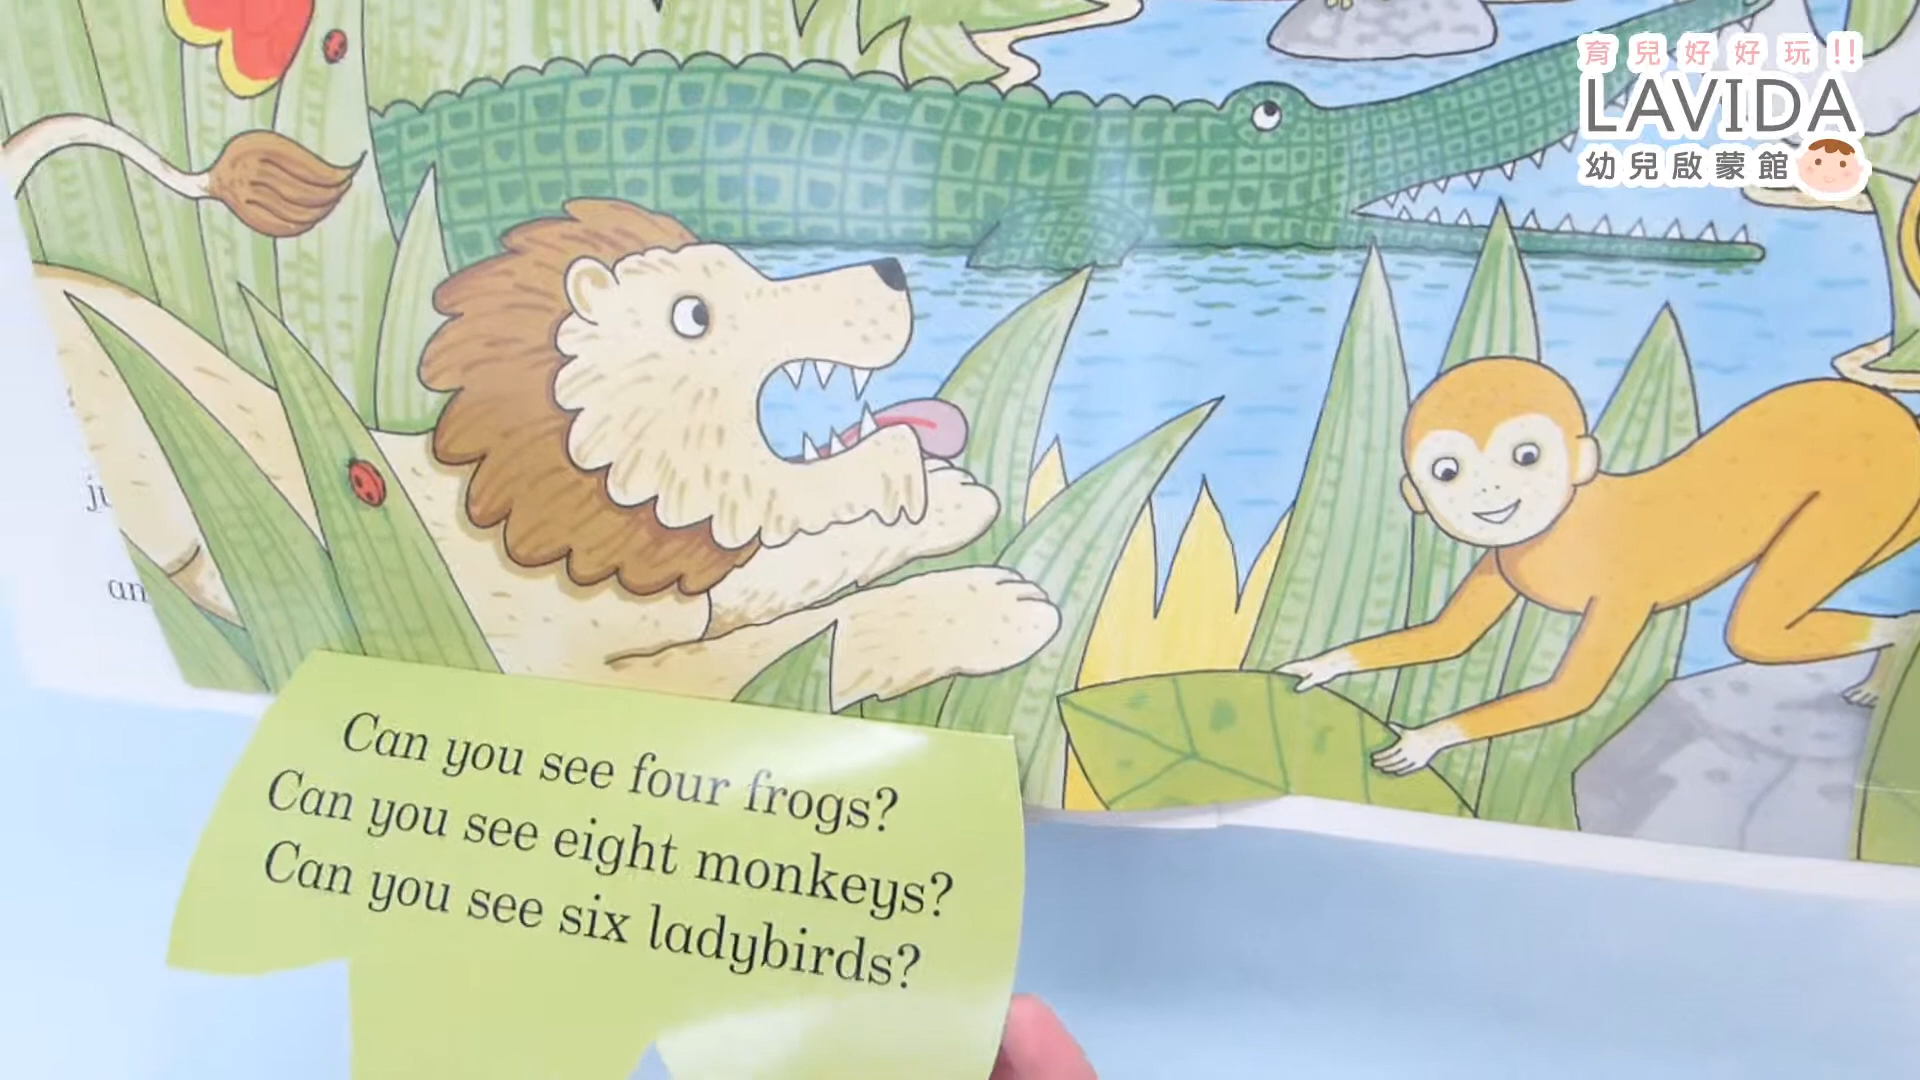 育兒好好玩!!
LAVIDA
幼兒啟蒙館
Can you see four frogs?
Can you see eight monkeys?
Can you see six ladybirds?